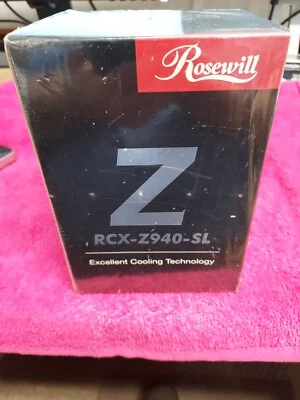 Rosewill
Z
RCX-Z940-SL
Excellent Cooling Technology